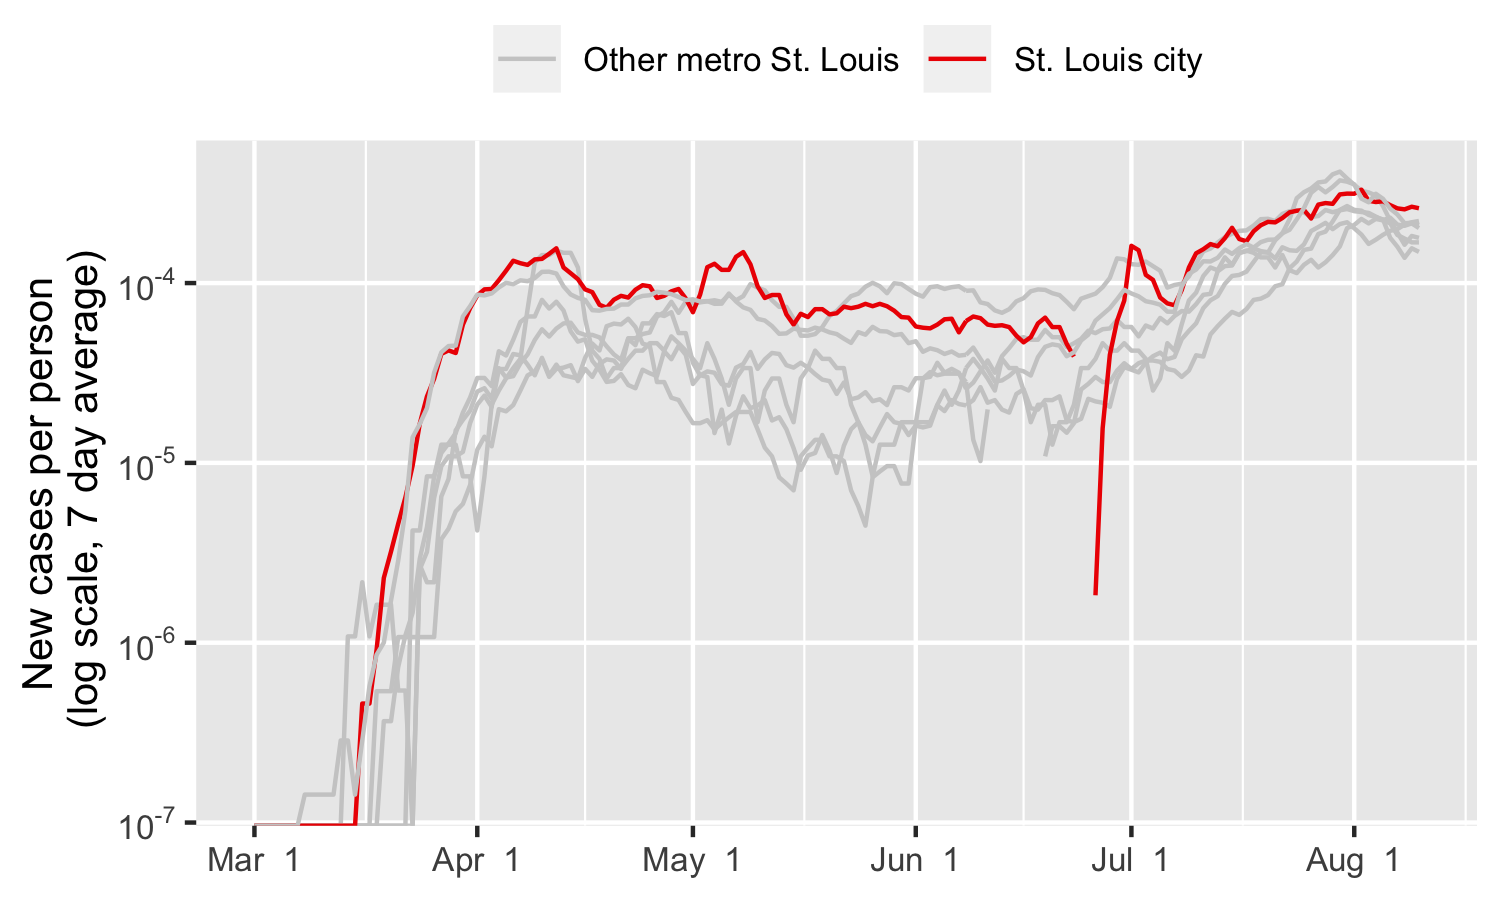 Other metro St. Louis
St. Louis city
New cases per person
(log scale, 7 day average)
10⁻⁴
10⁻⁵
10⁻⁶
10⁻⁷
Mar 1
Apr 1
May 1
Jun 1
Jul 1
Aug 1